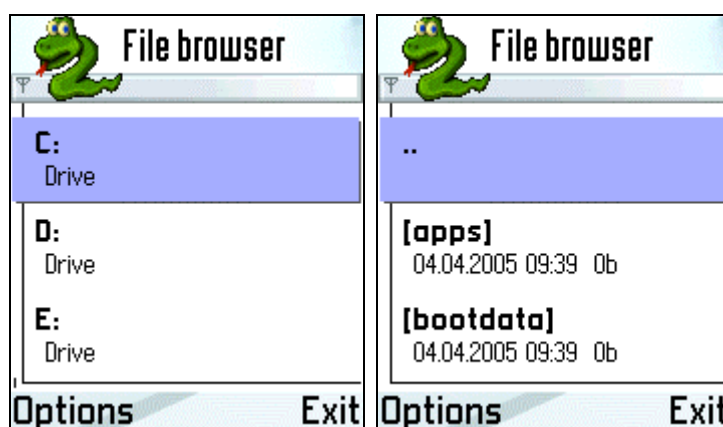 File browser
C:
Drive
D:
Drive
E:
Drive
Options Exit
File browser
..
[apps]
04.04.2005 09:39 0b
[bootdata]
04.04.2005 09:39 0b
Options Exit